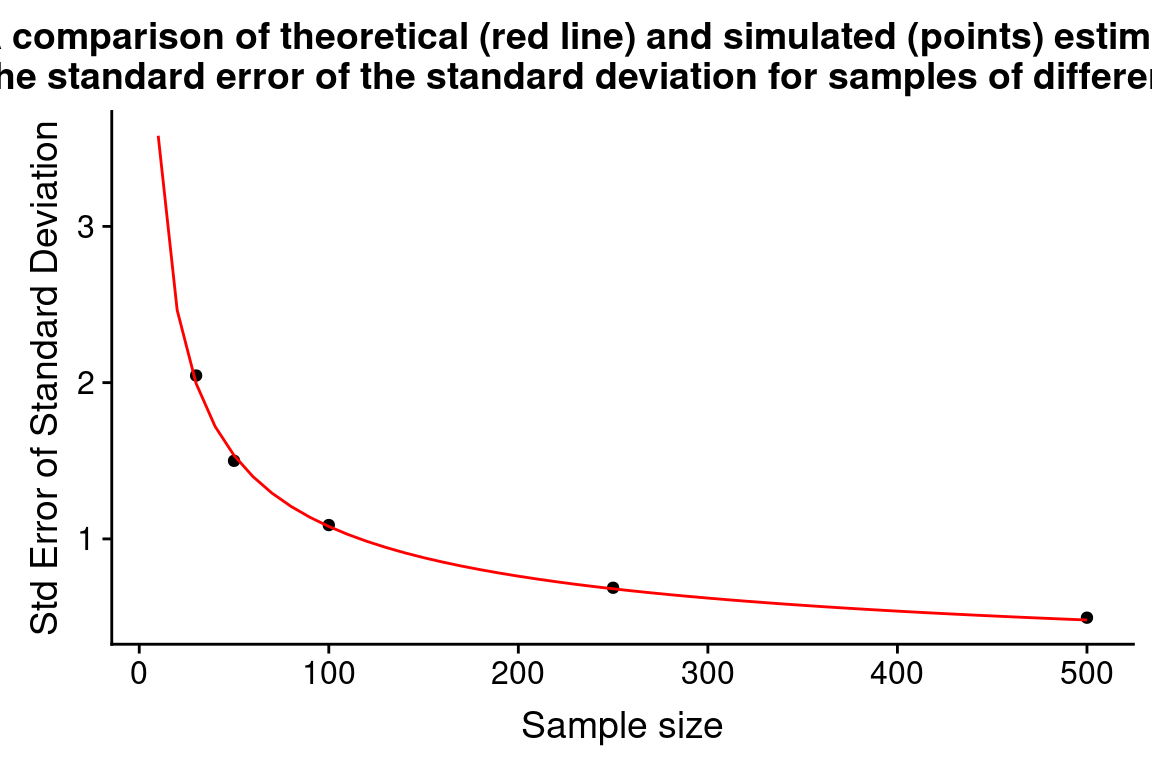 comparison of theoretical (red line) and simulated (points) estim
he standard error of the standard deviation for samples of differe
Std Error of Standard Deviation
3
2
1
0 100 200 300 400 500
Sample size